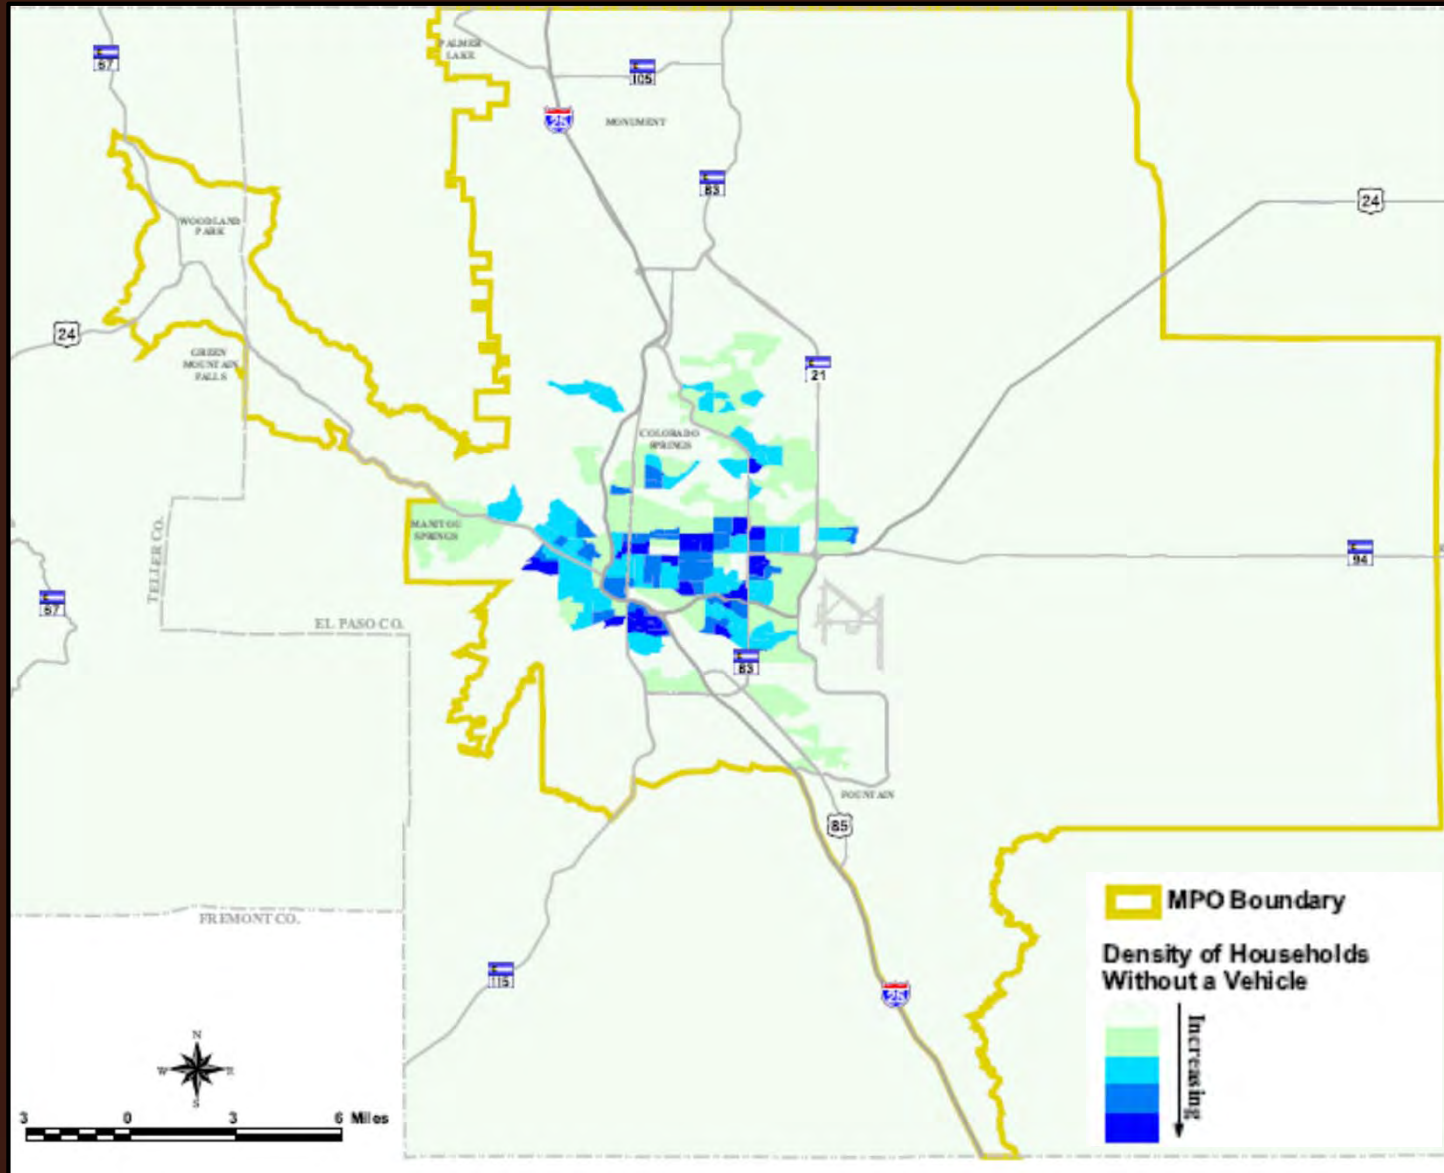 67
PALMER
LAKE
105
25
MONUMENT
83
24
WOODLAND
PARK
24
GREEN
MOUNTAIN
FALLS
21
COLORADO
SPRINGS
MANITOU
SPRINGS
TELLER CO.
94
67
EL PASO CO.
83
FOUNTAIN
85
FREMONT CO.
115
25
MPO Boundary
Density of Households
Without a Vehicle
Increasing
N
W
S
3 0 3 6 Miles